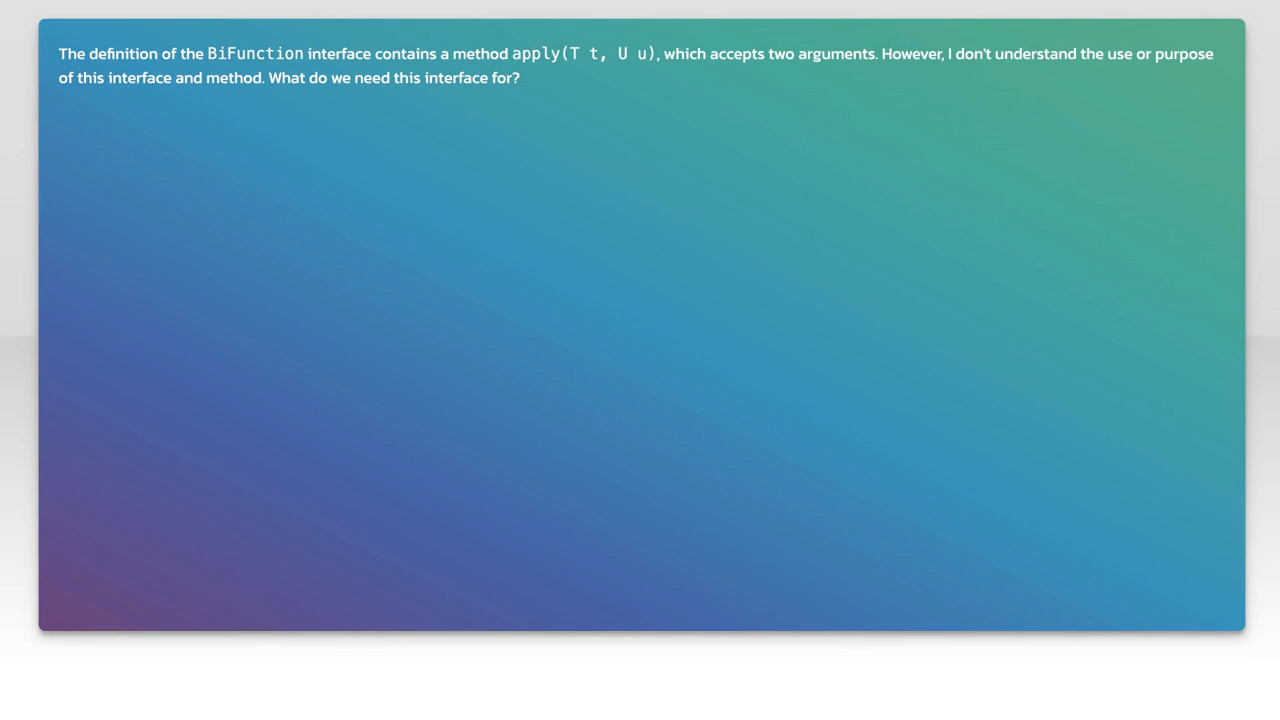 The definition of the BiFunction interface contains a method apply(T t, U u), which accepts two arguments. However, I don't understand the use or purpose
of this interface and method. What do we need this interface for?